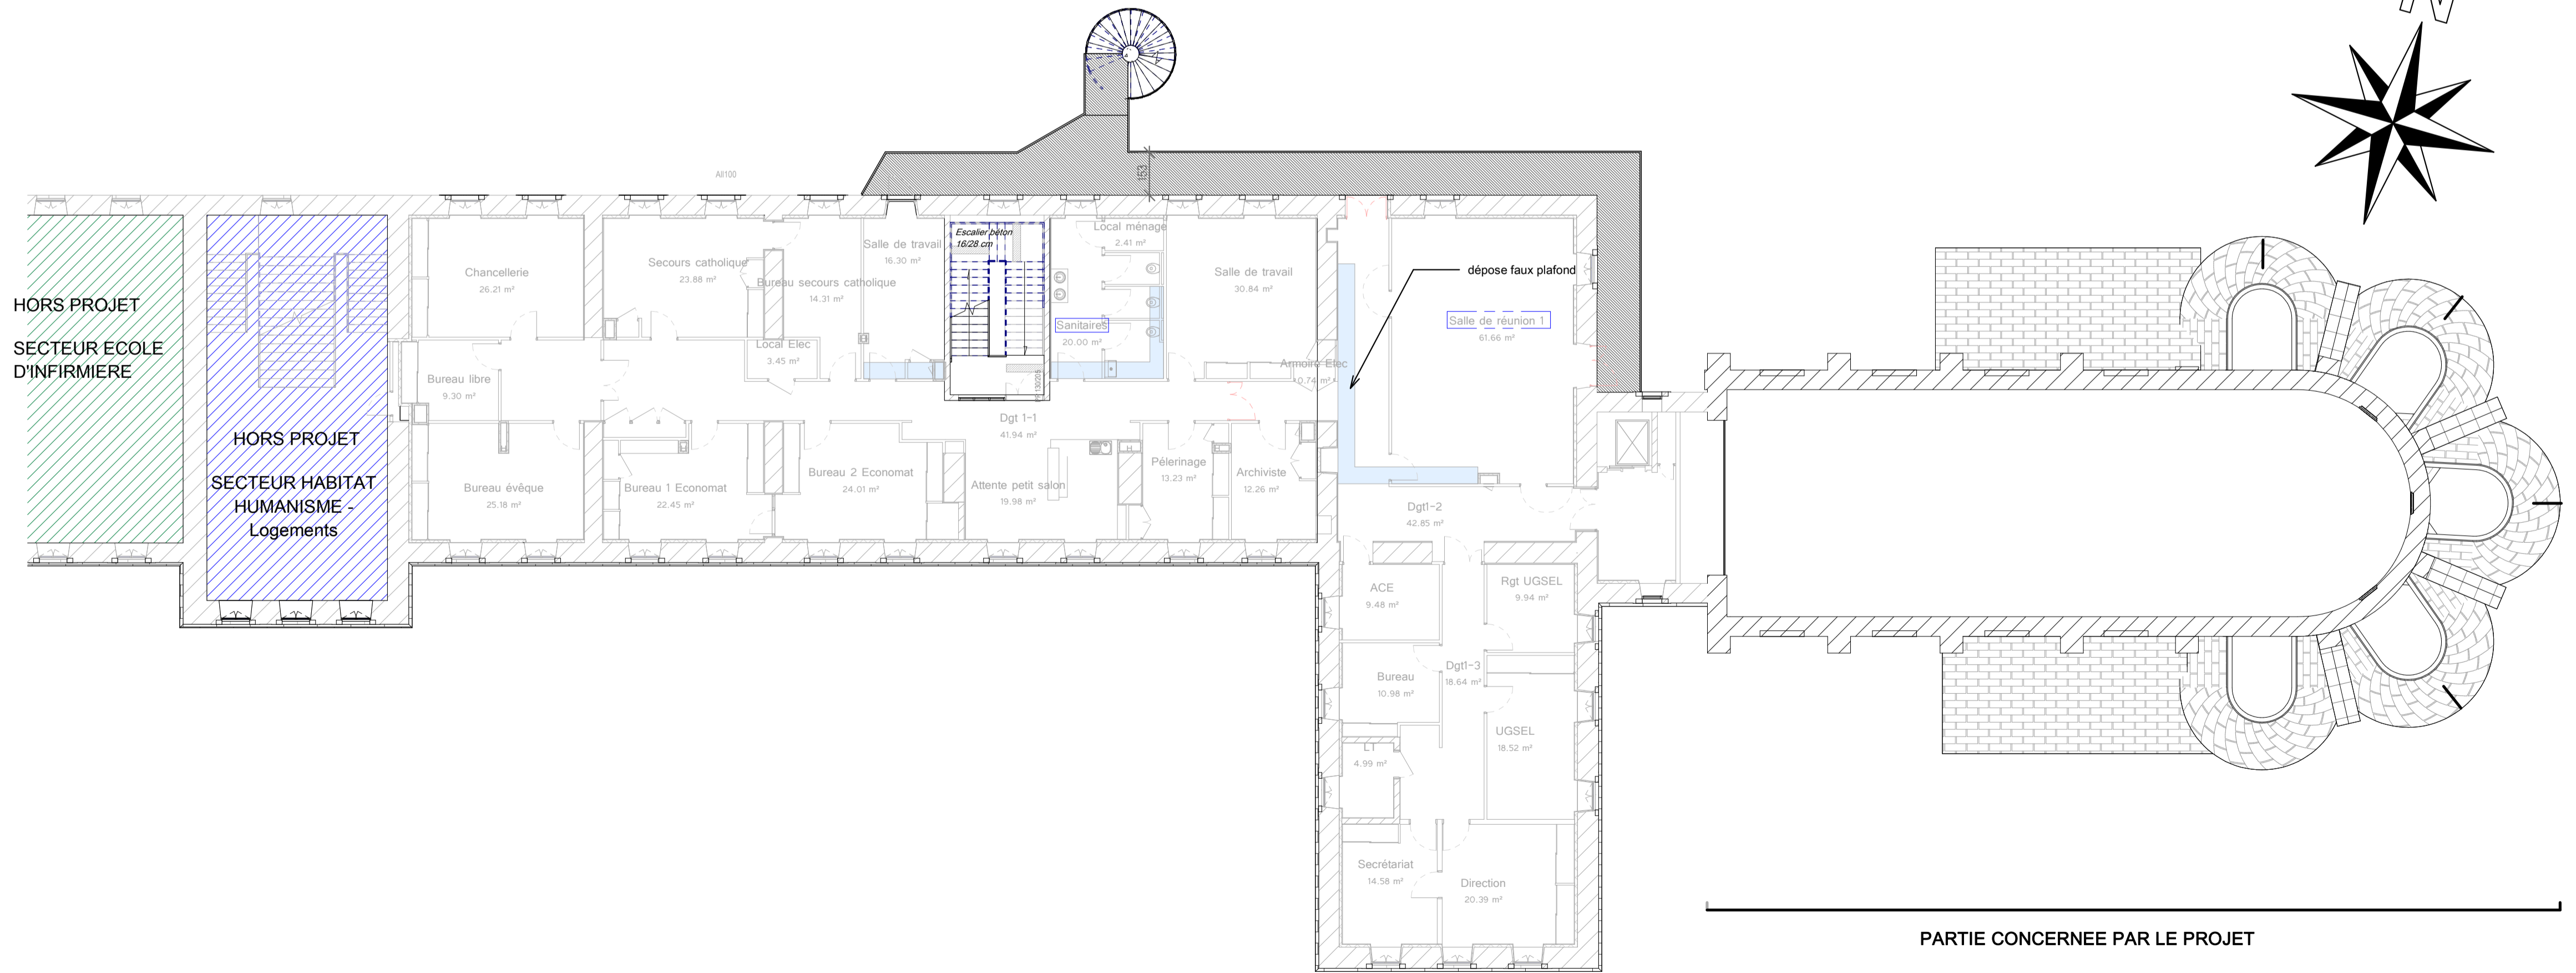 N
153
All100
Escalier béton
16/28 cm
Local ménage
2.41 m²
Salle de travail
16.30 m²
Secours catholique
23.88 m²
Chancellerie
26.21 m²
Bureau secours catholique
14.31 m²
Salle de travail
30.84 m²
dépose faux plafond
HORS PROJET
SECTEUR ECOLE
D'INFIRMIERE
Sanitaires
20.00 m²
Salle de réunion 1
61.66 m²
Local Elec
3.45 m²
Armoire Elec
0.74 m²
Bureau libre
9.30 m²
Dgt 1-1
41.94 m²
HORS PROJET
SECTEUR HABITAT
HUMANISME -
Logements
Bureau évêque
25.18 m²
Bureau 1 Economat
22.45 m²
Bureau 2 Economat
24.01 m²
Attente petit salon
19.98 m²
Pélerinage
13.23 m²
Archiviste
12.26 m²
Dgt1-2
42.85 m²
ACE
9.48 m²
Rgt UGSEL
9.94 m²
Bureau
10.98 m²
Dgt1-3
18.64 m²
UGSEL
18.52 m²
LT
4.99 m²
Secrétariat
14.58 m²
Direction
20.39 m²
PARTIE CONCERNEE PAR LE PROJET